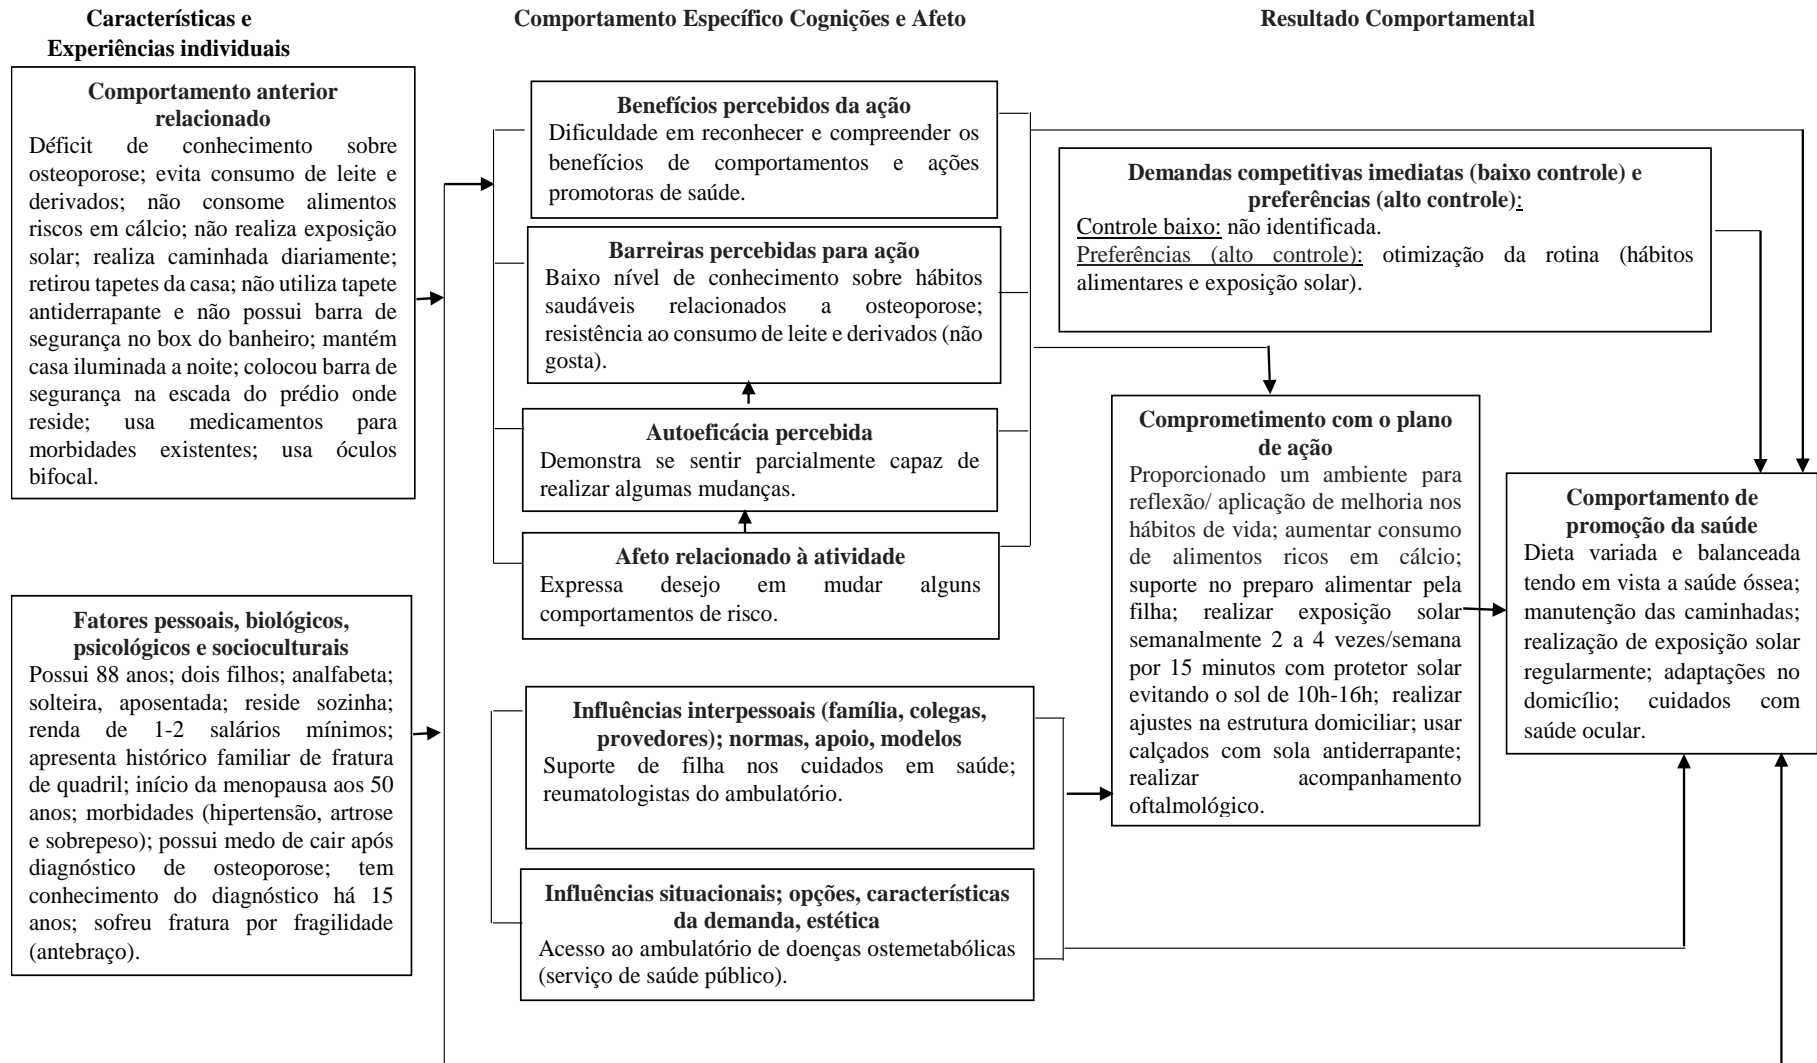 Características e
Experiências individuais
Comportamento anterior
relacionado
Déficit de conhecimento sobre
osteoporose; evita consumo de leite e
derivados; não consome alimentos
riscos em cálcio; não realiza exposição
solar; realiza caminhada diariamente;
retirou tapetes da casa; não utiliza tapete
antiderrapante e não possui barra de
segurança no box do banheiro; mantém
casa iluminada a noite; colocou barra de
segurança na escada do prédio onde
reside; usa medicamentos para
morbidades existentes; usa óculos
bifocal.
Fatores pessoais, biológicos,
psicológicos e socioculturais
Possui 88 anos; dois filhos; analfabeta;
solteira, aposentada; reside sozinha;
renda de 1-2 salários mínimos;
apresenta histórico familiar de fratura
de quadril; início da menopausa aos 50
anos; morbidades (hipertensão, artrose
e sobrepeso); possui medo de cair após
diagnóstico de osteoporose; tem
conhecimento do diagnóstico há 15
anos; sofreu fratura por fragilidade
(antebraço).
Comportamento Específico Cognições e Afeto
Benefícios percebidos da ação
Dificuldade em reconhecer e compreender os
benefícios de comportamentos e ações
promotoras de saúde.
Barreiras percebidas para ação
Baixo nível de conhecimento sobre hábitos
saudáveis relacionados a osteoporose;
resistência ao consumo de leite e derivados (não
gosta).
Autoeficácia percebida
Demonstra se sentir parcialmente capaz de
realizar algumas mudanças.
Afeto relacionado à atividade
Expressa desejo em mudar alguns
comportamentos de risco.
Influências interpessoais (família, colegas,
provedores); normas, apoio, modelos
Suporte de filha nos cuidados em saúde;
reumatologistas do ambulatório.
Influências situacionais; opções, características
da demanda, estética
Acesso ao ambulatório de doenças ostemetabólicas
(serviço de saúde público).
Resultado Comportamental
Demandas competitivas imediatas (baixo controle) e
preferências (alto controle):
Controle baixo: não identificada.
Preferências (alto controle): otimização da rotina (hábitos
alimentares e exposição solar).
Comprometimento com o plano
de ação
Proporcionado um ambiente para
reflexão/ aplicação de melhoria nos
hábitos de vida; aumentar consumo
de alimentos ricos em cálcio;
suporte no preparo alimentar pela
filha; realizar exposição solar
semanalmente 2 a 4 vezes/semana
por 15 minutos com protetor solar
evitando o sol de 10h-16h; realizar
ajustes na estrutura domiciliar; usar
calçados com sola antiderrapante;
realizar acompanhamento
oftalmológico.
Comportamento de
promoção da saúde
Dieta variada e balanceada
tendo em vista a saúde óssea;
manutenção das caminhadas;
realização de exposição solar
regularmente; adaptações no
domicílio; cuidados com
saúde ocular.